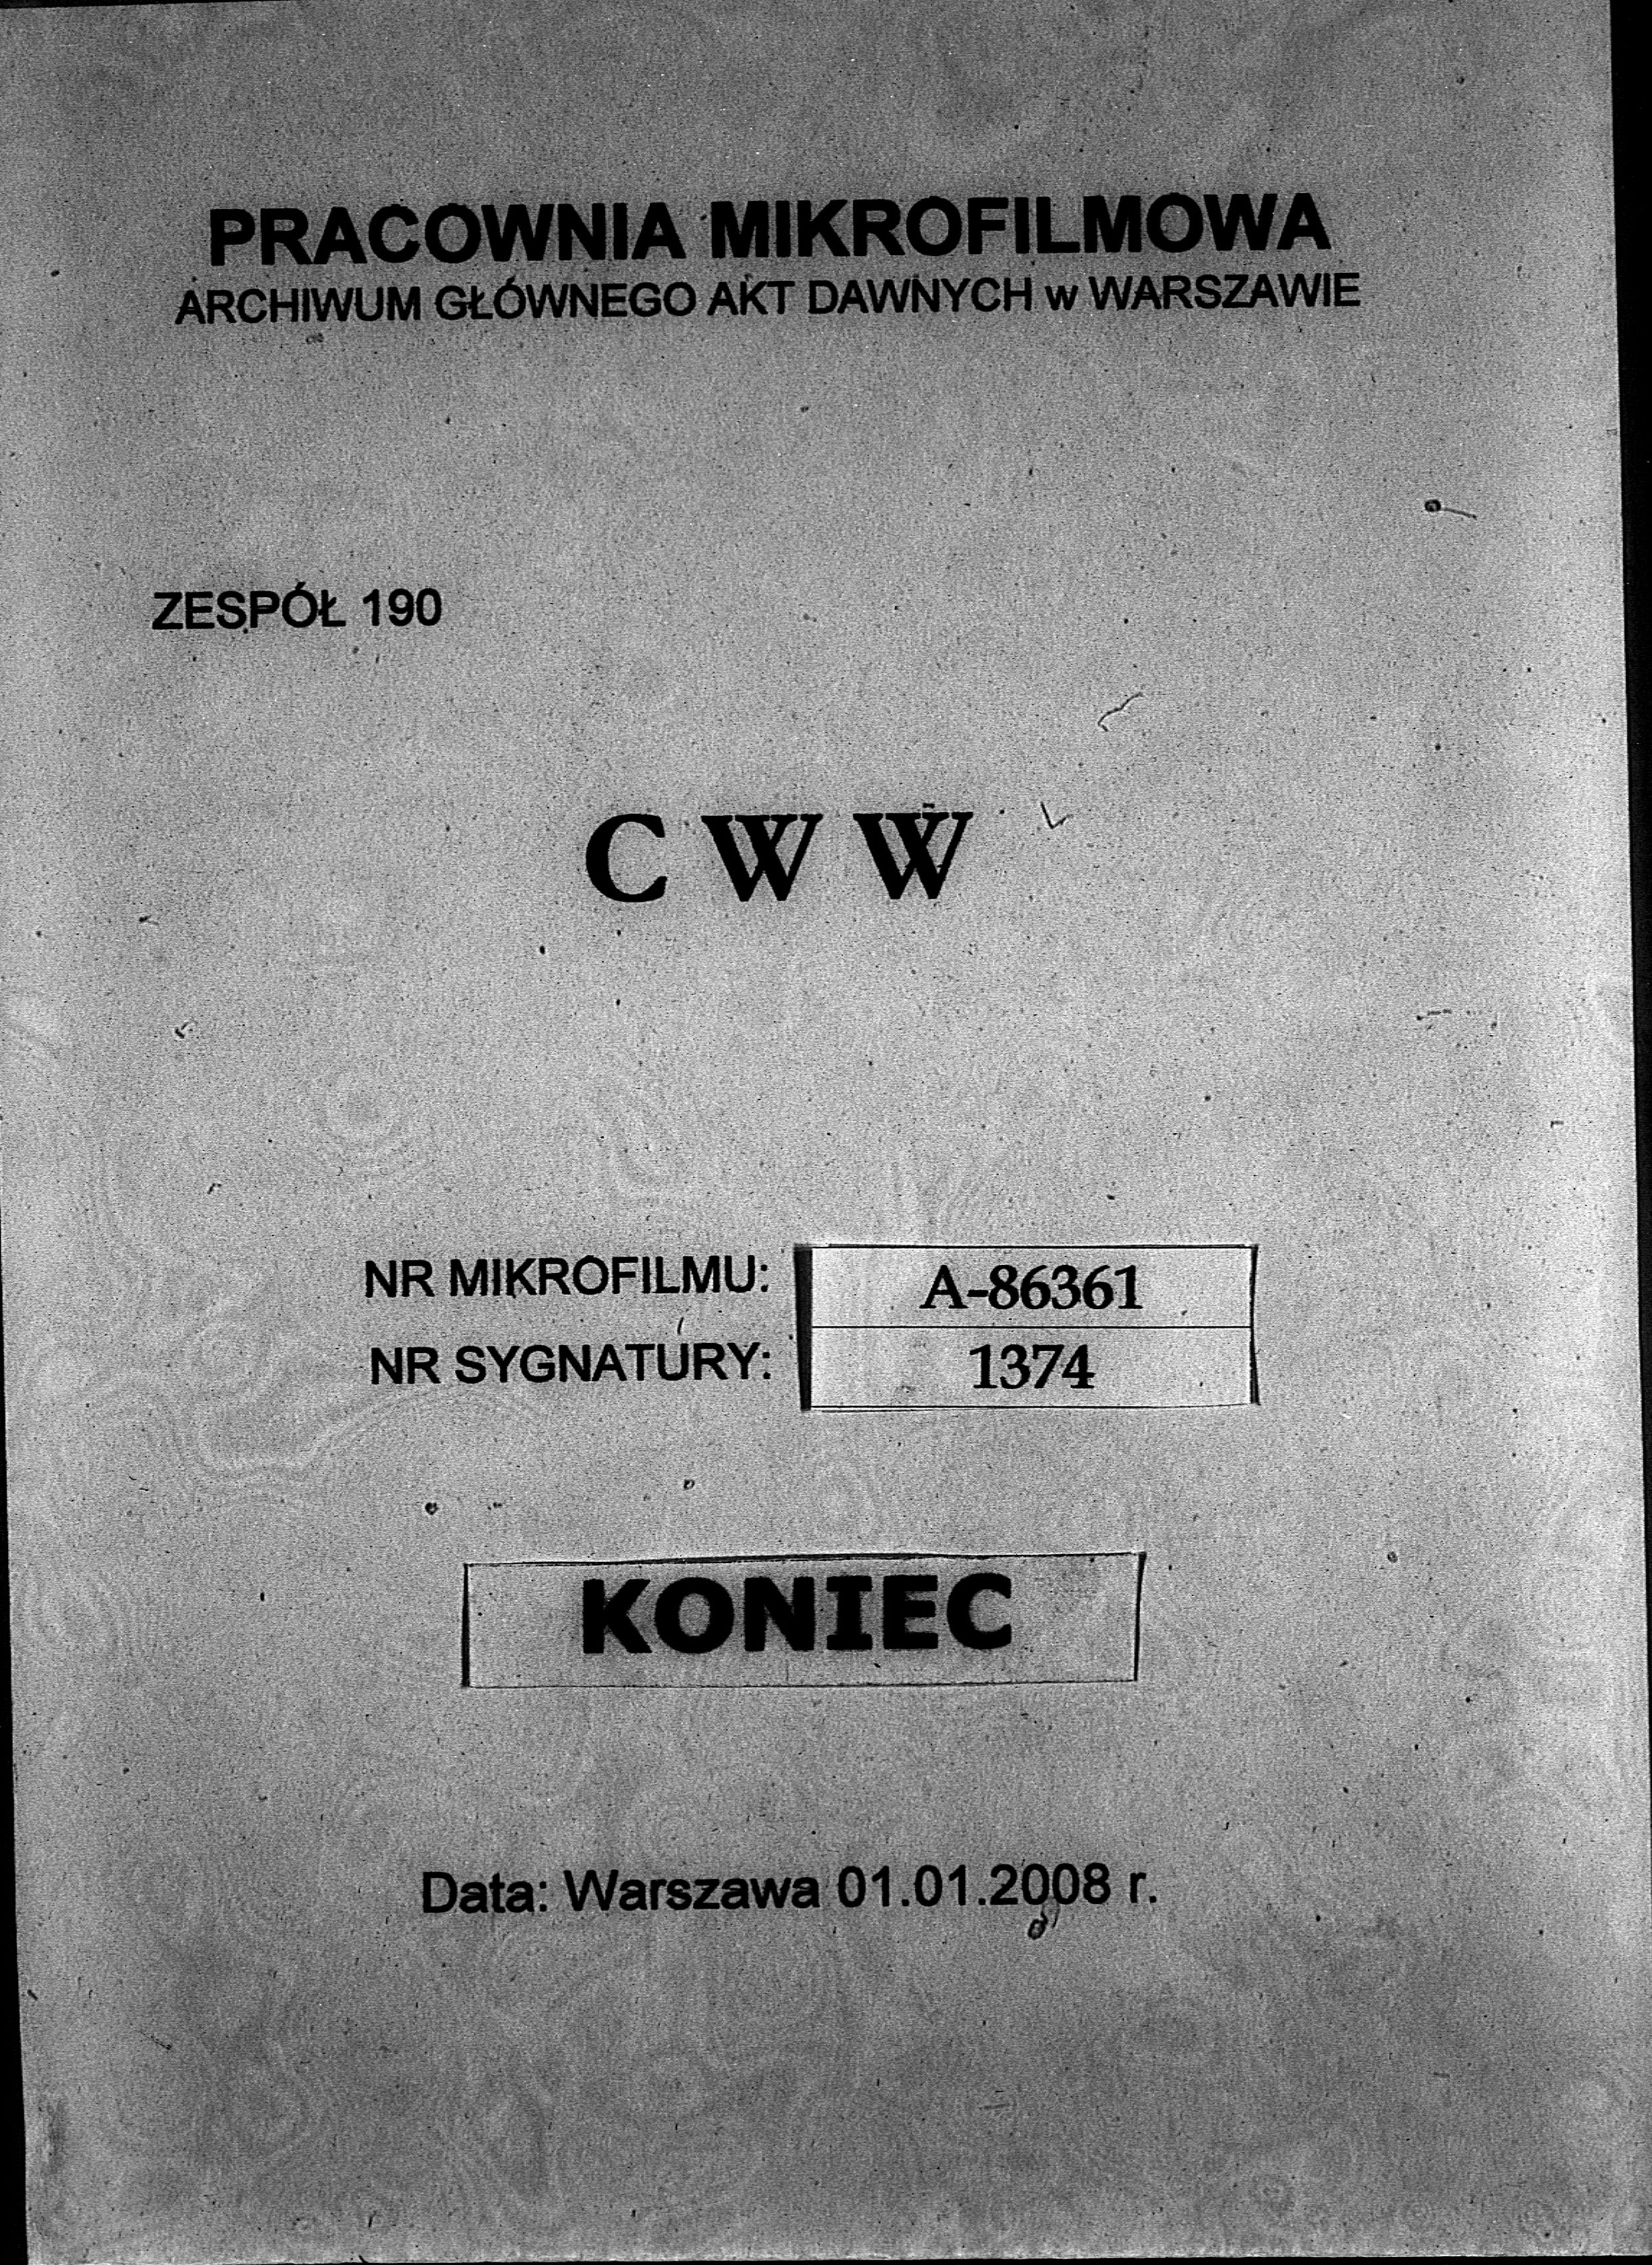 PRACOWNIA MIKROFILMOWA
ARCHIWUM GŁÓWNEGO AKT DAWNYCH w WARSZAWIE
ZESPÓŁ 190
C W W
NR MIKROFILMU: A-86361
NR SYGNATURY: 1374
KONIEC
Data: Warszawa 01.01.2008 r.